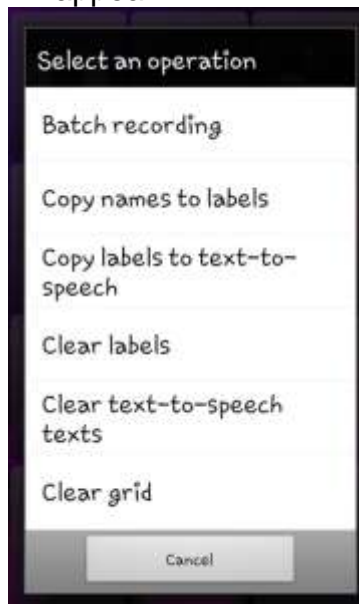 Select an operation
Batch recording
Copy names to labels
Copy labels to text-to-
speech
Clear labels
Clear text-to-speech
texts
Clear grid
Cancel